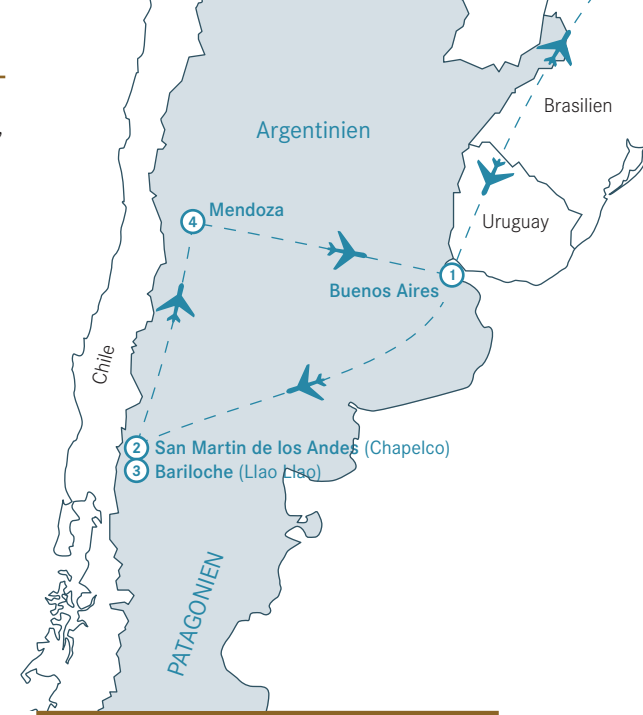 Brasilien
Argentinien
4 Mendoza
Uruguay
1
Buenos Aires
Chile
2 San Martin de los Andes (Chapelco)
3 Bariloche (Llao Llao)
PATAGONIEN